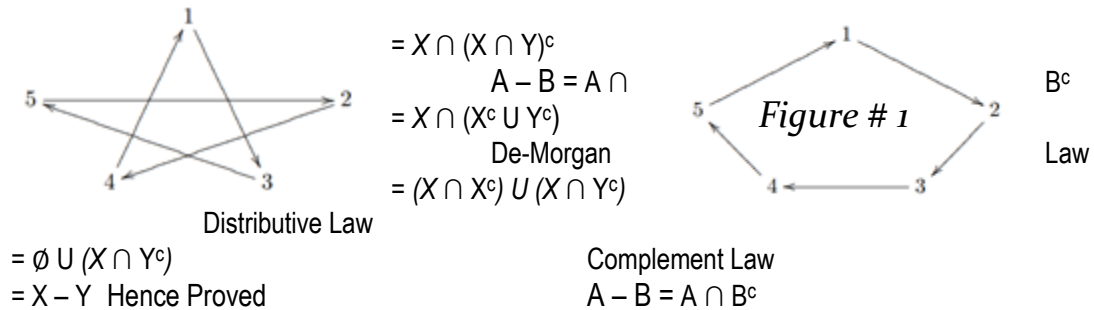 1
= X ∩ (X ∩ Y)ᶜ
1
A – B = A ∩ Bᶜ
5 2
= X ∩ (Xᶜ U Yᶜ)
5 Figure # 1 2
De-Morgan Law
4 3
= (X ∩ Xᶜ) U (X ∩ Yᶜ)
4 3
Distributive Law
= ∅ U (X ∩ Yᶜ) Complement Law
= X – Y Hence Proved A – B = A ∩ Bᶜ